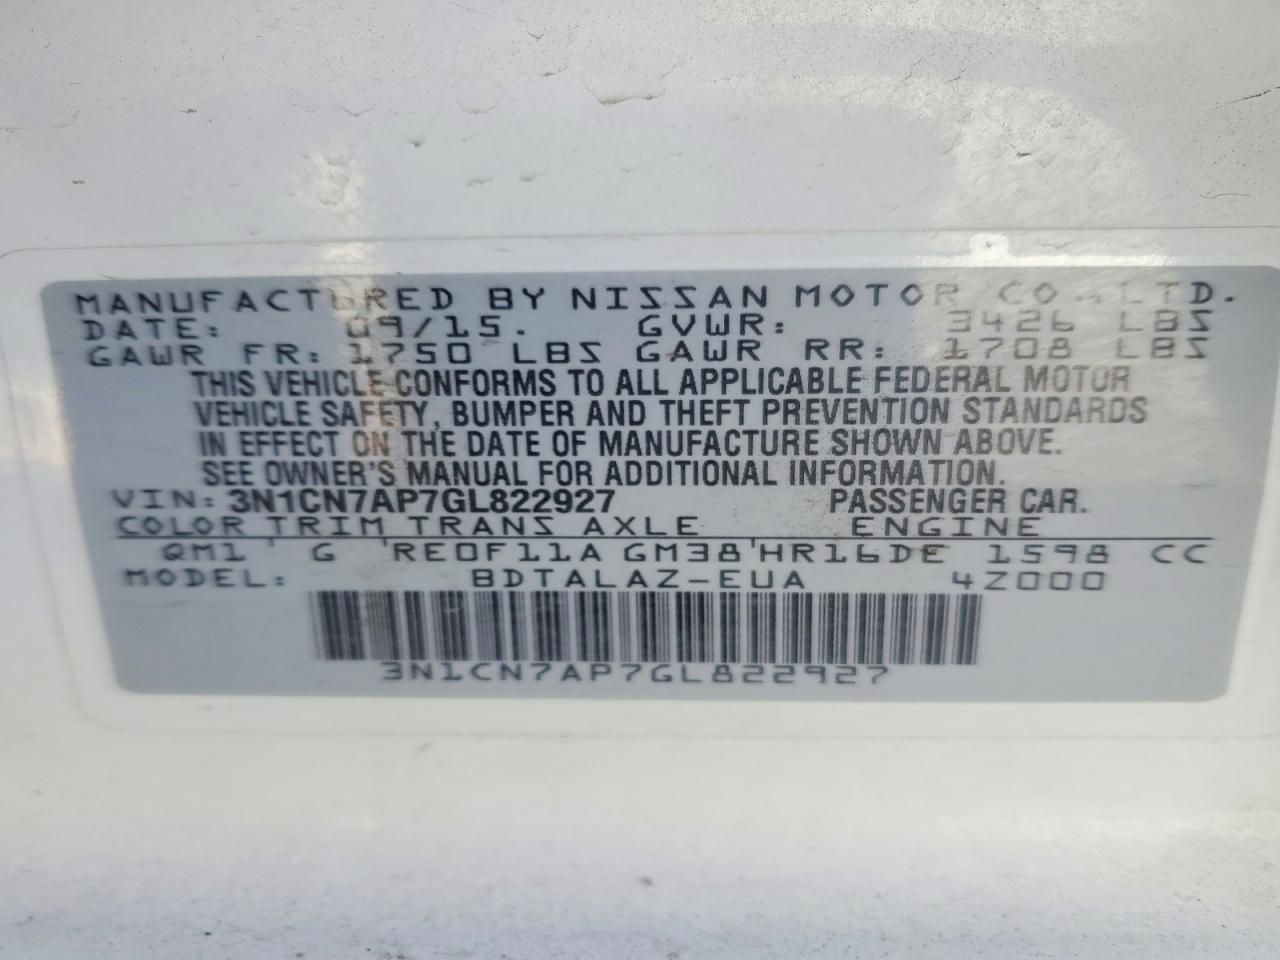 MANUFACTURED BY NISSAN MOTOR CO., LTD.
DATE: 09/15. GVWR: 3426 LBS
GAWR FR: 1750 LBS GAWR RR: 1708 LBS
THIS VEHICLE CONFORMS TO ALL APPLICABLE FEDERAL MOTOR
VEHICLE SAFETY, BUMPER AND THEFT PREVENTION STANDARDS
IN EFFECT ON THE DATE OF MANUFACTURE SHOWN ABOVE.
SEE OWNER'S MANUAL FOR ADDITIONAL INFORMATION.
VIN: 3N1CN7AP7GL822927 PASSENGER CAR.
COLOR TRIM TRANS AXLE ENGINE
QM1 ' G 'RE0F11A GM38'HR16DE 1598 CC
MODEL: BDTALAZ-EUA 4Z000
3N1CN7AP7GL822927